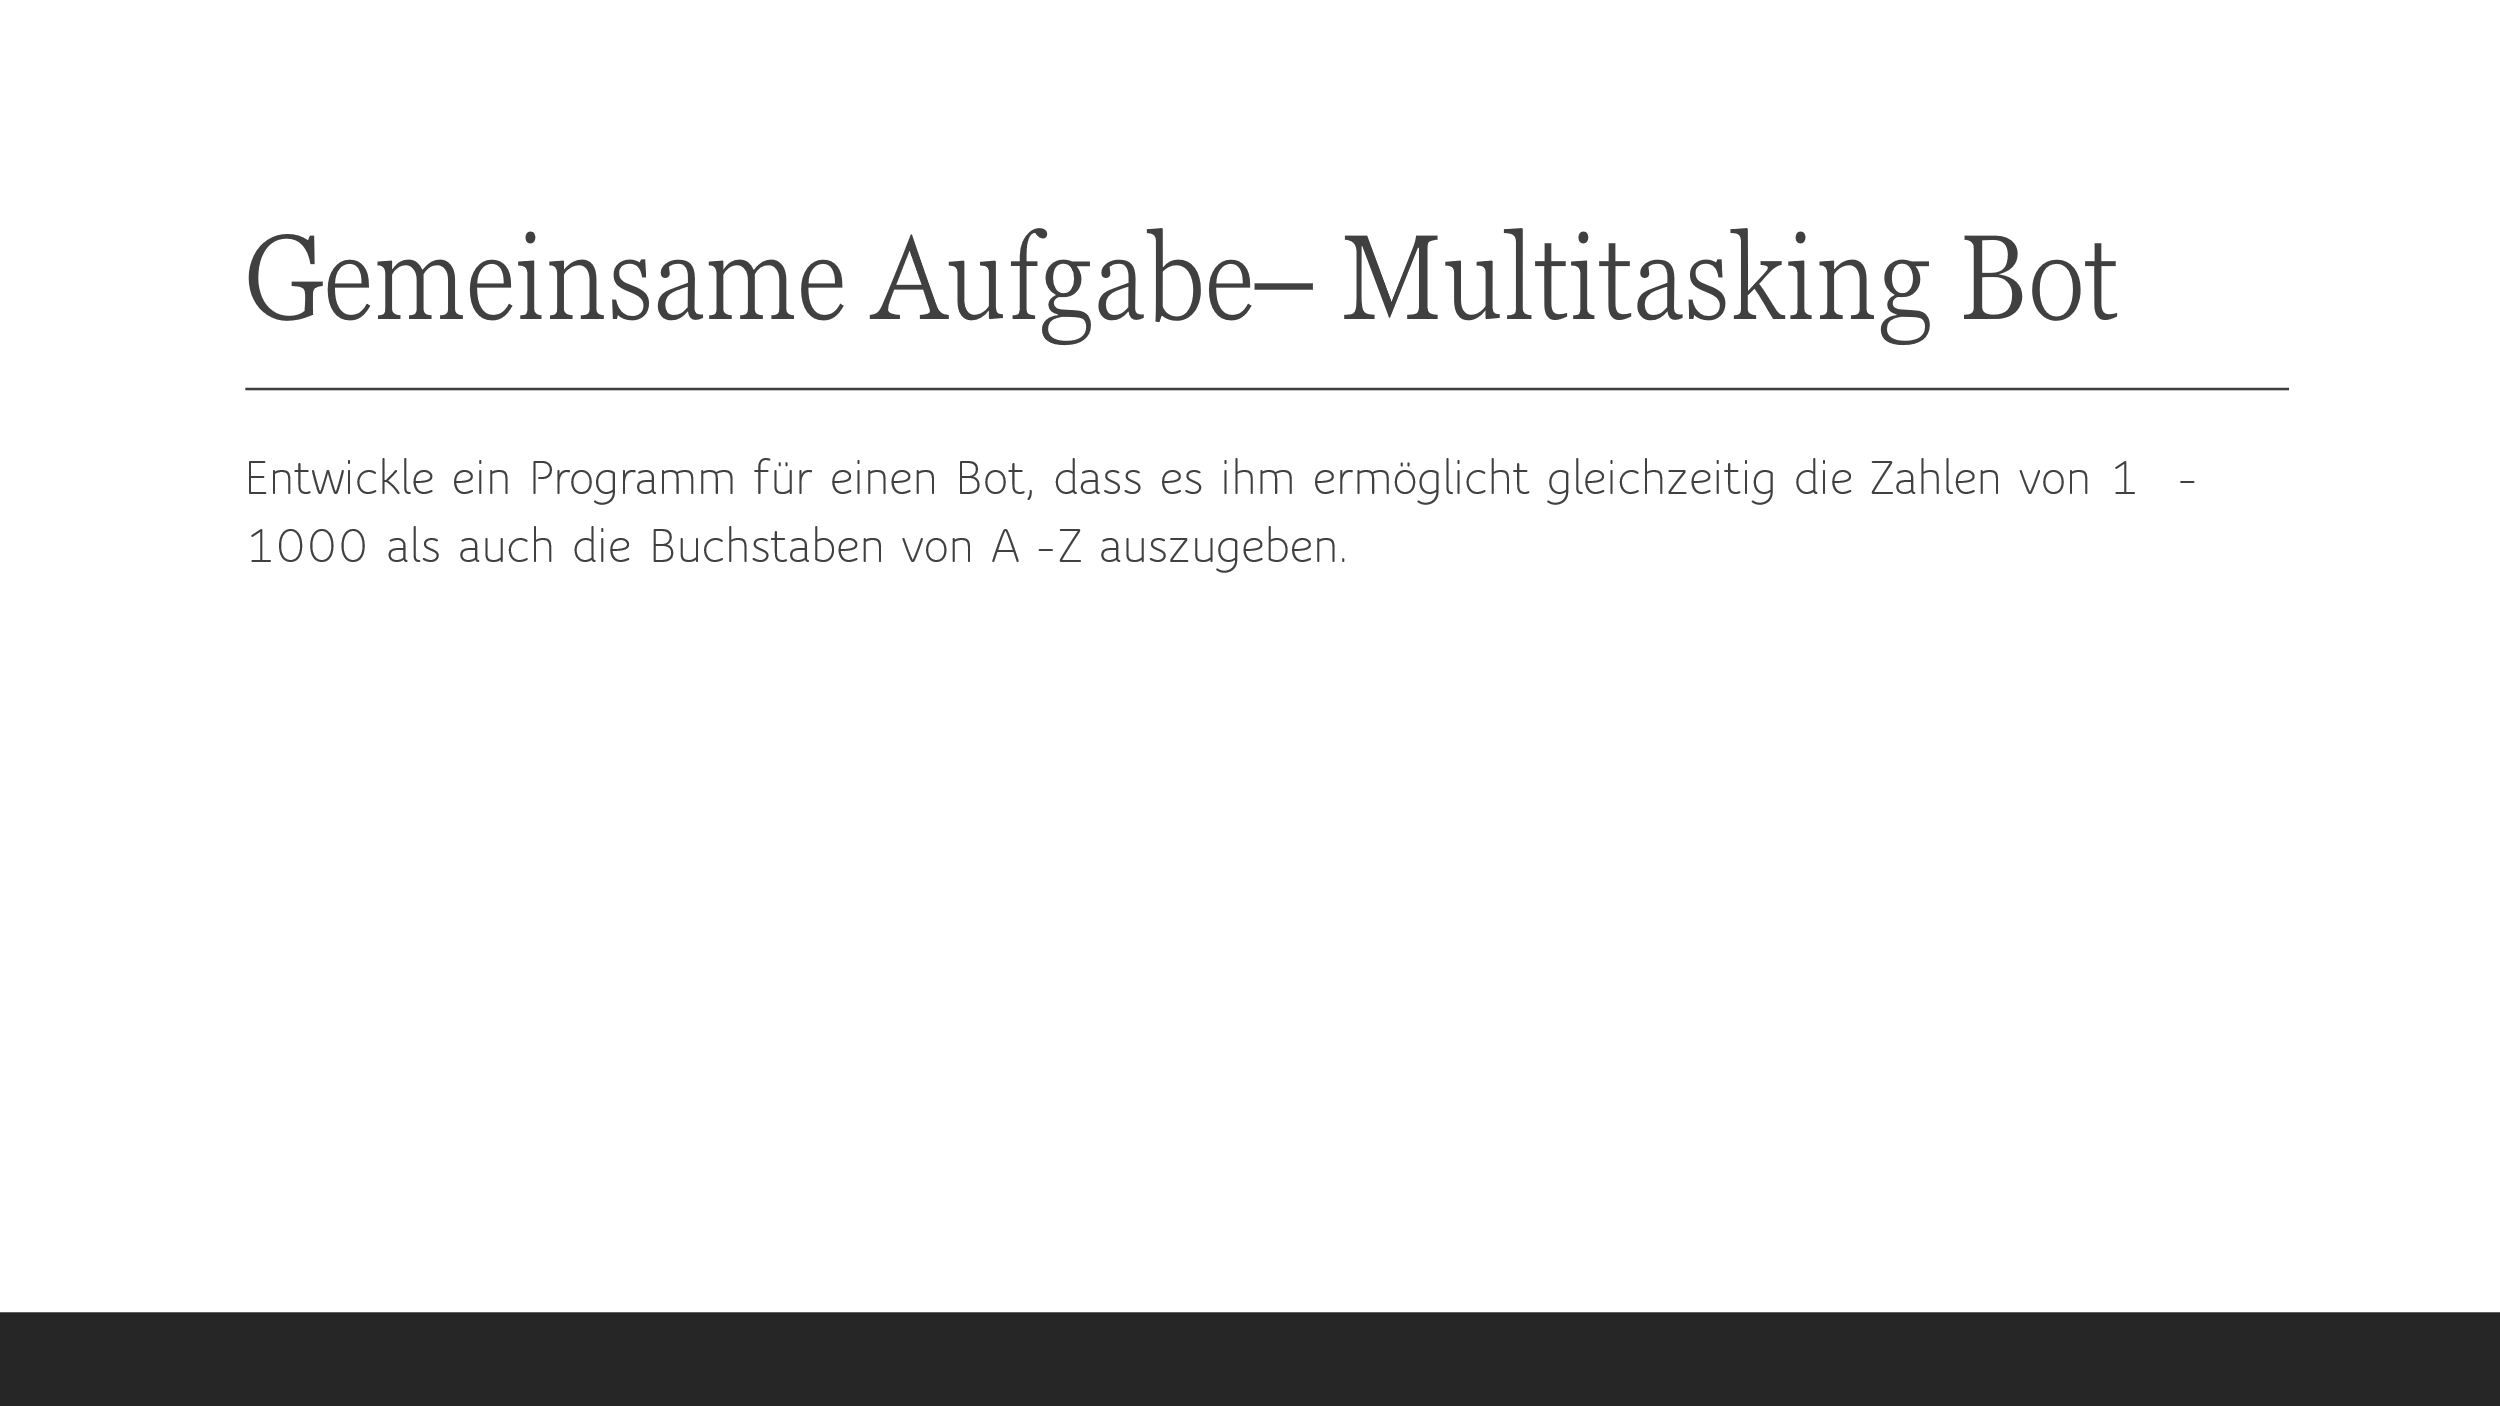 Gemeinsame Aufgabe– Multitasking Bot
Entwickle ein Programm für einen Bot, dass es ihm ermöglicht gleichzeitig die Zahlen von 1 -
1000 als auch die Buchstaben von A -Z auszugeben.